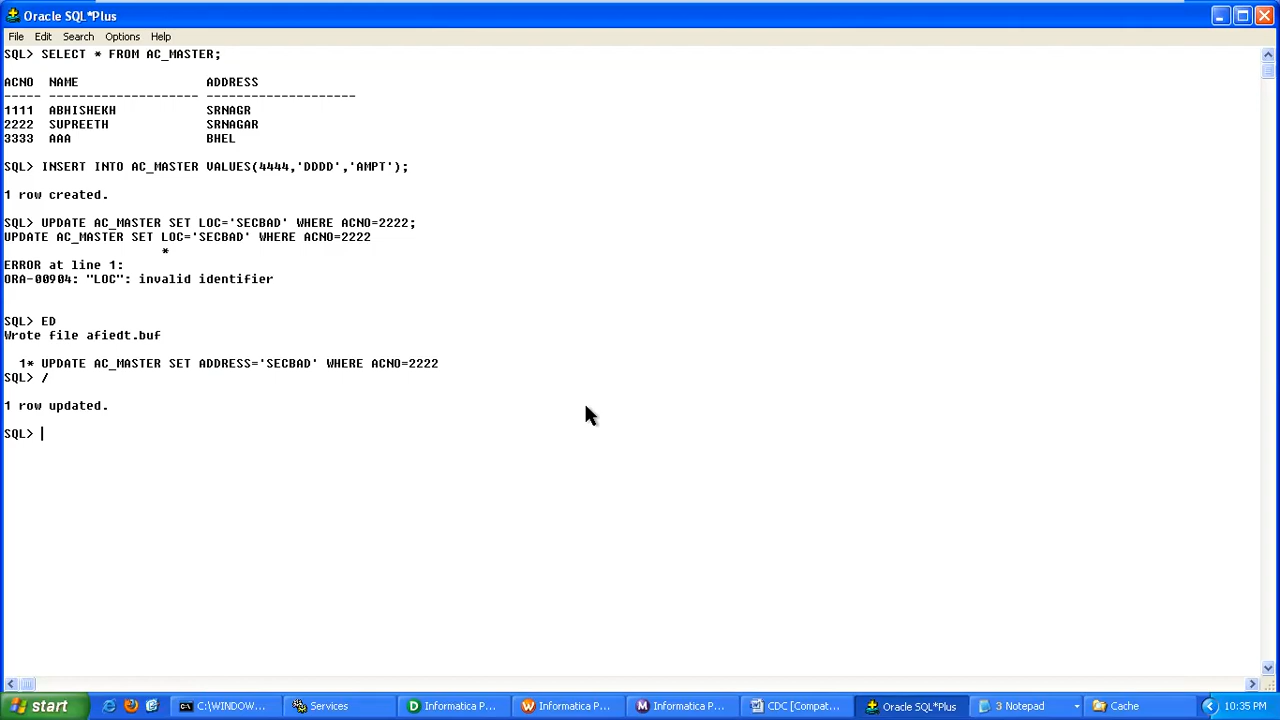 Oracle SQL*Plus
File Edit Search Options Help
SQL> SELECT * FROM AC_MASTER;
ACNO NAME ADDRESS
----- -------------------- --------------------
1111 ABHISHEKH SRNAGR
2222 SUPREETH SRNAGAR
3333 AAA BHEL
SQL> INSERT INTO AC_MASTER VALUES(4444,'DDDD','AMPT');
1 row created.
SQL> UPDATE AC_MASTER SET LOC='SECBAD' WHERE ACNO=2222;
UPDATE AC_MASTER SET LOC='SECBAD' WHERE ACNO=2222
*
ERROR at line 1:
ORA-00904: "LOC": invalid identifier
SQL> ED
Wrote file afiedt.buf
1* UPDATE AC_MASTER SET ADDRESS='SECBAD' WHERE ACNO=2222
SQL> /
1 row updated.
SQL>
start C:\WINDOW... Services Informatica P... Informatica P... Informatica P... CDC [Compat... Oracle SQL*Plus 3 Notepad Cache 10:35 PM